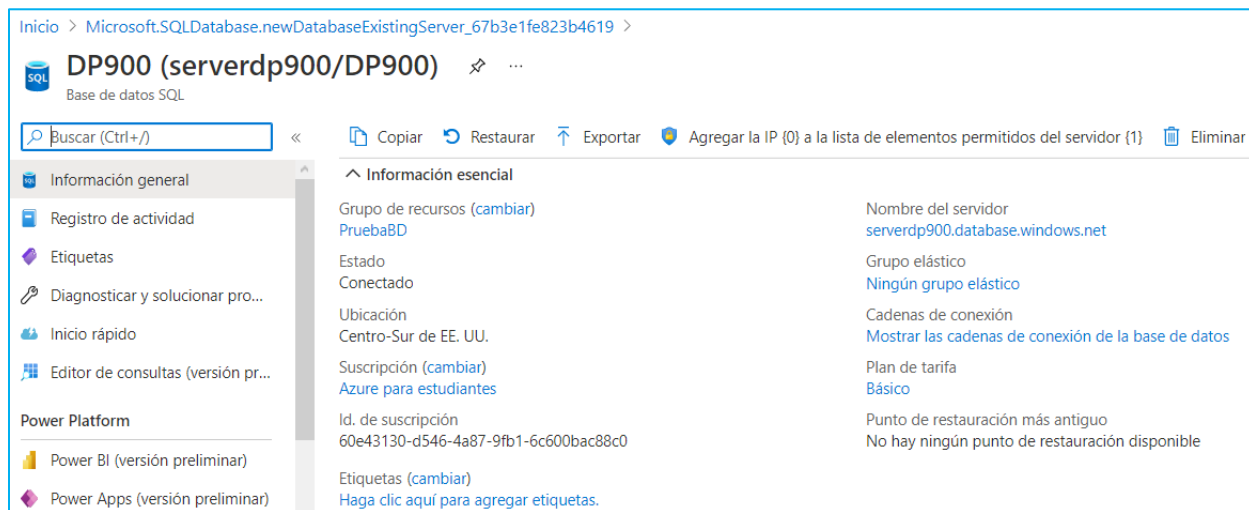 Inicio > Microsoft.SQLDatabase.newDatabaseExistingServer_67b3e1fe823b4619 >
SQL
DP900 (serverdp900/DP900) ...
Base de datos SQL
Buscar (Ctrl+/) «
Información general
Registro de actividad
Etiquetas
Diagnosticar y solucionar pro...
Inicio rápido
Editor de consultas (versión pr...
Power Platform
Power BI (versión preliminar)
Power Apps (versión preliminar)
Copiar Restaurar Exportar Agregar la IP {0} a la lista de elementos permitidos del servidor {1} Eliminar
Información esencial
Grupo de recursos (cambiar)
PruebaBD
Estado
Conectado
Ubicación
Centro-Sur de EE. UU.
Suscripción (cambiar)
Azure para estudiantes
Id. de suscripción
60e43130-d546-4a87-9fb1-6c600bac88c0
Etiquetas (cambiar)
Haga clic aquí para agregar etiquetas.
Nombre del servidor
serverdp900.database.windows.net
Grupo elástico
Ningún grupo elástico
Cadenas de conexión
Mostrar las cadenas de conexión de la base de datos
Plan de tarifa
Básico
Punto de restauración más antiguo
No hay ningún punto de restauración disponible